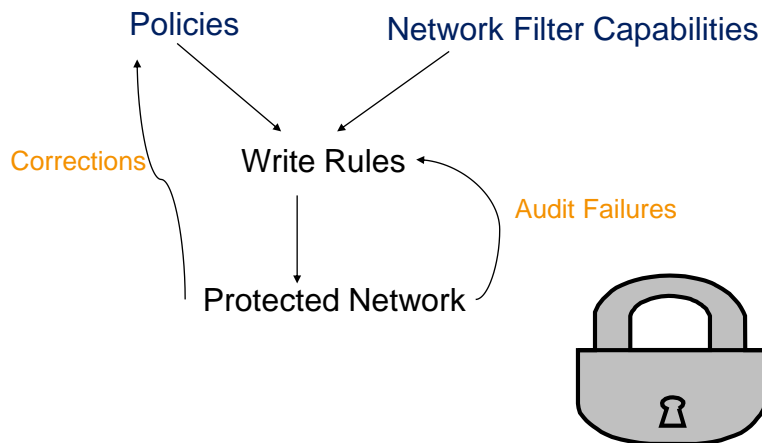 Policies
Network Filter Capabilities
Write Rules
Corrections
Audit Failures
Protected Network